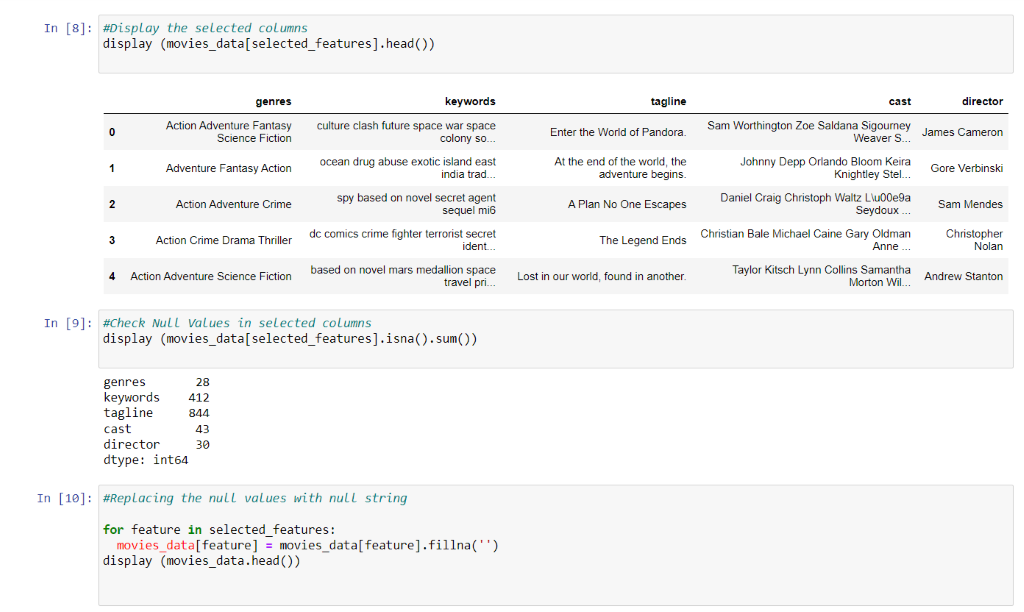 In [8]: #Display the selected columns
display (movies_data[selected_features].head())
genres keywords tagline cast director
0 Action Adventure Fantasy Science Fiction culture clash future space war space colony so... Enter the World of Pandora. Sam Worthington Zoe Saldana Sigourney Weaver S... James Cameron
1 Adventure Fantasy Action ocean drug abuse exotic island east india trad... At the end of the world, the adventure begins. Johnny Depp Orlando Bloom Keira Knightley Stel... Gore Verbinski
2 Action Adventure Crime spy based on novel secret agent sequel mi6 A Plan No One Escapes Daniel Craig Christoph Waltz L\u00e9a Seydoux ... Sam Mendes
3 Action Crime Drama Thriller dc comics crime fighter terrorist secret ident... The Legend Ends Christian Bale Michael Caine Gary Oldman Anne ... Christopher Nolan
4 Action Adventure Science Fiction based on novel mars medallion space travel pri... Lost in our world, found in another. Taylor Kitsch Lynn Collins Samantha Morton Wil... Andrew Stanton
In [9]: #Check Null Values in selected columns
display (movies_data[selected_features].isna().sum())
genres 28
keywords 412
tagline 844
cast 43
director 30
dtype: int64
In [10]: #Replacing the null values with null string
for feature in selected_features:
movies_data[feature] = movies_data[feature].fillna('')
display (movies_data.head())